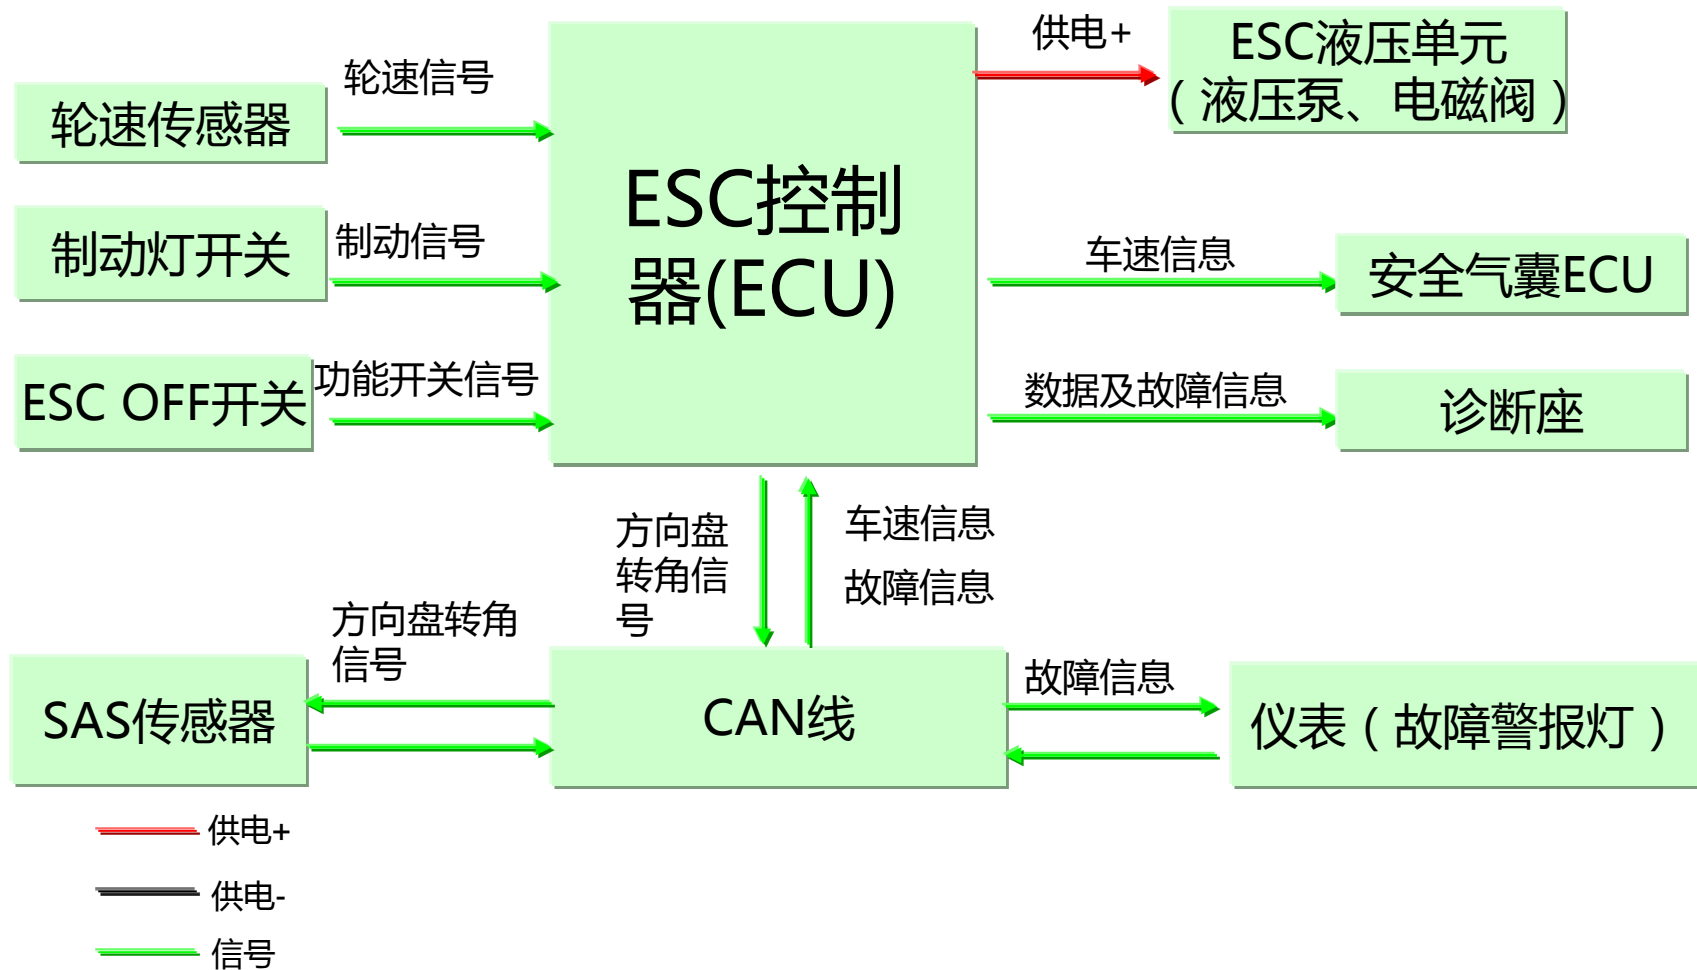 供电+
ESC液压单元
（液压泵、电磁阀）
轮速信号
轮速传感器
ESC控制
器(ECU)
制动灯开关
制动信号
车速信息
安全气囊ECU
ESC OFF开关
功能开关信号
数据及故障信息
诊断座
方向盘
转角信
号
车速信息
故障信息
方向盘转角
信号
SAS传感器
CAN线
故障信息
仪表（故障警报灯）
供电+
供电-
信号